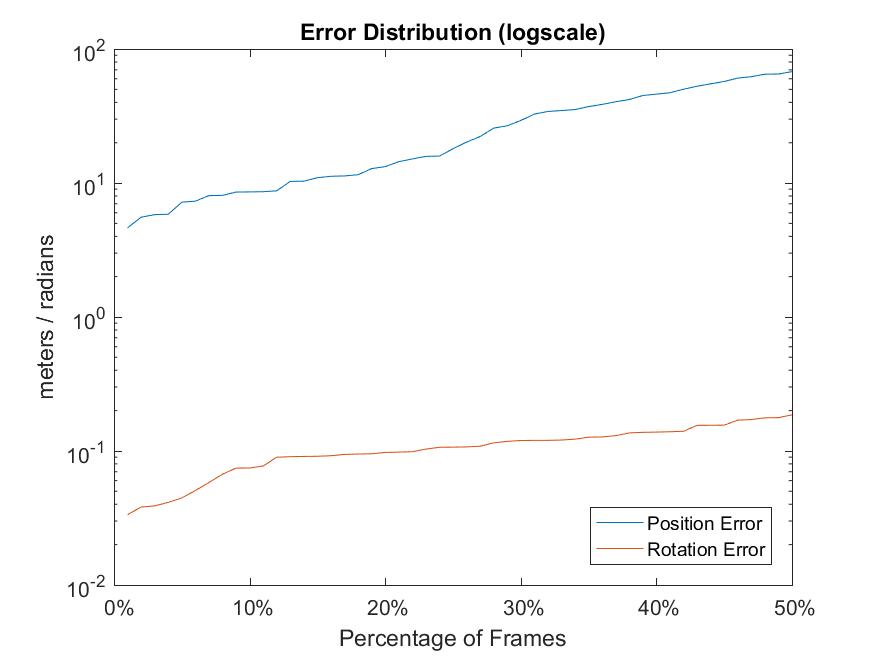 Error Distribution (logscale)
10^2
10^1
10^0
10^-1
10^-2
meters / radians
Position Error
Rotation Error
0% 10% 20% 30% 40% 50%
Percentage of Frames